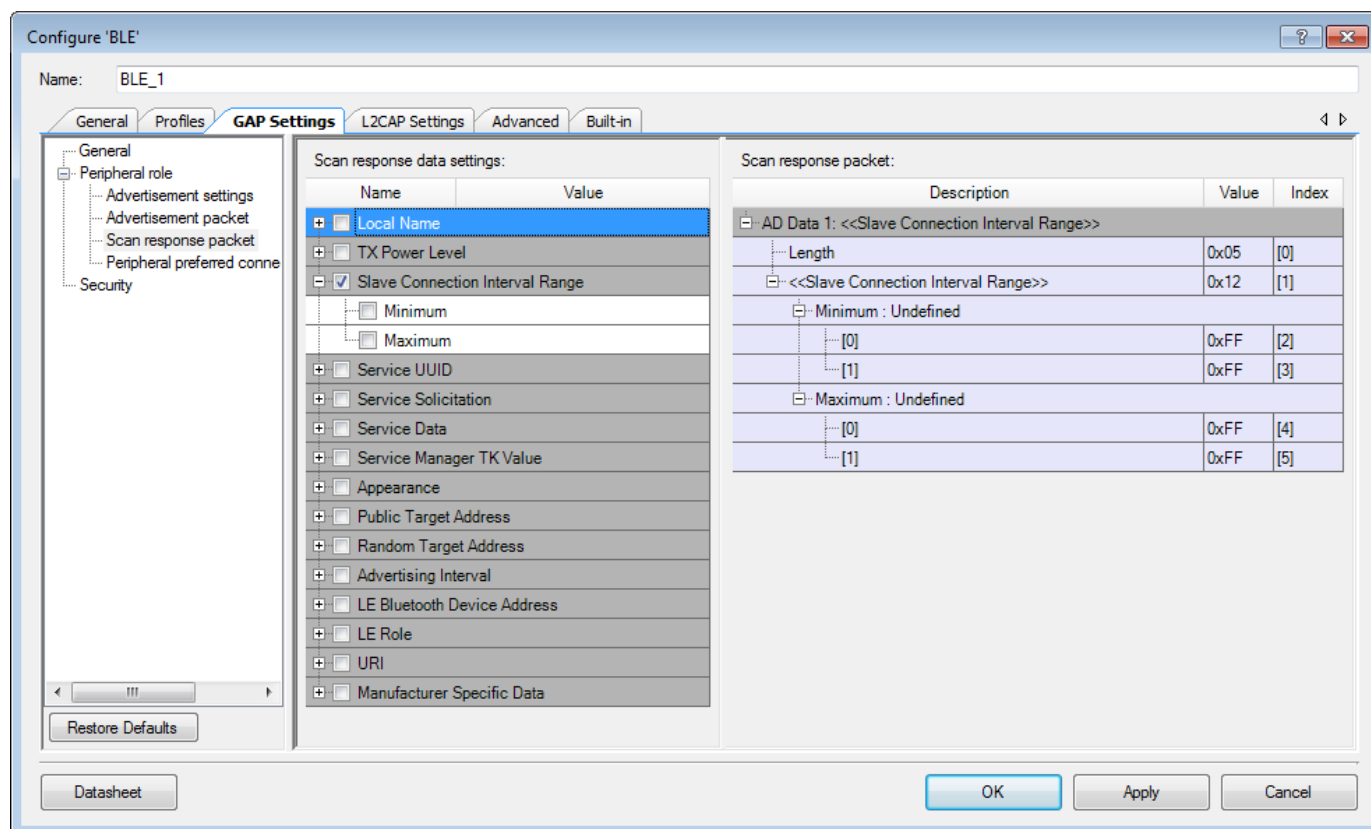 Configure 'BLE'
Name: BLE_1
General Profiles GAP Settings L2CAP Settings Advanced Built-in
General
Peripheral role
Advertisement settings
Advertisement packet
Scan response packet
Peripheral preferred conne
Security
Restore Defaults
Scan response data settings:
Name Value
Local Name
TX Power Level
Slave Connection Interval Range
Minimum
Maximum
Service UUID
Service Solicitation
Service Data
Service Manager TK Value
Appearance
Public Target Address
Random Target Address
Advertising Interval
LE Bluetooth Device Address
LE Role
URI
Manufacturer Specific Data
Scan response packet:
Description Value Index
AD Data 1: <<Slave Connection Interval Range>>
Length 0x05 [0]
<<Slave Connection Interval Range>> 0x12 [1]
Minimum : Undefined
[0] 0xFF [2]
[1] 0xFF [3]
Maximum : Undefined
[0] 0xFF [4]
[1] 0xFF [5]
Datasheet OK Apply Cancel